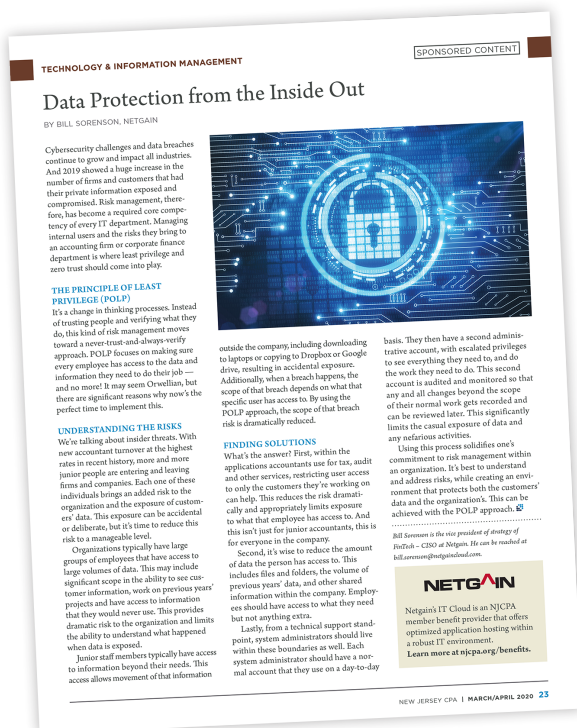 TECHNOLOGY & INFORMATION MANAGEMENT
SPONSORED CONTENT
Data Protection from the Inside Out
BY BILL SORENSON, NETGAIN
Cybersecurity challenges and data breaches
continue to grow and impact all industries.
And 2019 showed a huge increase in the
number of firms and customers that had
their private information exposed and
compromised. Risk management, there-
fore, has become a required core compe-
tency of every IT department. Managing
internal users and the risks they bring to
an accounting firm or corporate finance
department is where least privilege and
zero trust should come into play.
THE PRINCIPLE OF LEAST
PRIVILEGE (POLP)
It's a change in thinking processes. Instead
of trusting people and verifying what they
do, this kind of risk management moves
toward a never-trust-and-always-verify
approach. POLP focuses on making sure
every employee has access to the data and
information they need to do their job —
and no more! It may seem Orwellian, but
there are significant reasons why now's the
perfect time to implement this.
UNDERSTANDING THE RISKS
We're talking about insider threats. With
new accountant turnover at the highest
rates in recent history, more and more
junior people are entering and leaving
firms and companies. Each one of these
individuals brings an added risk to the
organization and the exposure of custom-
ers' data. This exposure can be accidental
or deliberate, but it's time to reduce this
risk to a manageable level.
Organizations typically have large
groups of employees that have access to
large volumes of data. This may include
significant scope in the ability to see cus-
tomer information, work on previous years'
projects and have access to information
that they would never use. This provides
dramatic risk to the organization and limits
the ability to understand what happened
when data is exposed.
Junior staff members typically have access
to information beyond their needs. This
access allows movement of that information
outside the company, including downloading
to laptops or copying to Dropbox or Google
drive, resulting in accidental exposure.
Additionally, when a breach happens, the
scope of that breach depends on what that
specific user has access to. By using the
POLP approach, the scope of that breach
risk is dramatically reduced.
FINDING SOLUTIONS
What's the answer? First, within the
applications accountants use for tax, audit
and other services, restricting user access
to only the customers they're working on
can help. This reduces the risk dramati-
cally and appropriately limits exposure
to what that employee has access to. And
this isn't just for junior accountants, this is
for everyone in the company.
Second, it's wise to reduce the amount
of data the person has access to. This
includes files and folders, the volume of
previous years' data, and other shared
information within the company. Employ-
ees should have access to what they need
but not anything extra.
Lastly, from a technical support stand-
point, system administrators should live
within these boundaries as well. Each
system administrator should have a nor-
mal account that they use on a day-to-day
basis. They then have a second adminis-
trative account, with escalated privileges
to see everything they need to, and do
the work they need to do. This second
account is audited and monitored so that
any and all changes beyond the scope
of their normal work gets recorded and
can be reviewed later. This significantly
limits the casual exposure of data and
any nefarious activities.
Using this process solidifies one's
commitment to risk management within
an organization. It's best to understand
and address risks, while creating an envi-
ronment that protects both the customers'
data and the organization's. This can be
achieved with the POLP approach.
Bill Sorenson is the vice president of strategy of
FinTech – CISO at Netgain. He can be reached at
bill.sorenson@netgaincloud.com.
NETGAIN
Netgain's IT Cloud is an NJCPA
member benefit provider that offers
optimized application hosting within
a robust IT environment.
Learn more at njcpa.org/benefits.
NEW JERSEY CPA | MARCH/APRIL 2020 23